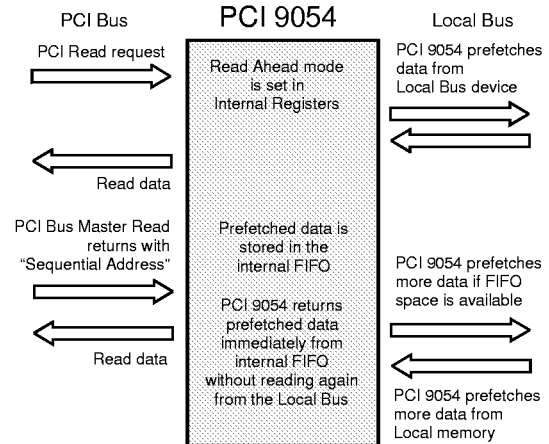 PCI Bus
PCI 9054
Local Bus
PCI Read request
Read data
PCI Bus Master Read
returns with
“Sequential Address”
Read data
Read Ahead mode
is set in
Internal Registers
Prefetched data is
stored in the
internal FIFO
PCI 9054 returns
prefetched data
immediately from
internal FIFO
without reading again
from the Local Bus
PCI 9054 prefetches
data from
Local Bus device
PCI 9054 prefetches
more data if FIFO
space is available
PCI 9054 prefetches
more data from
Local memory